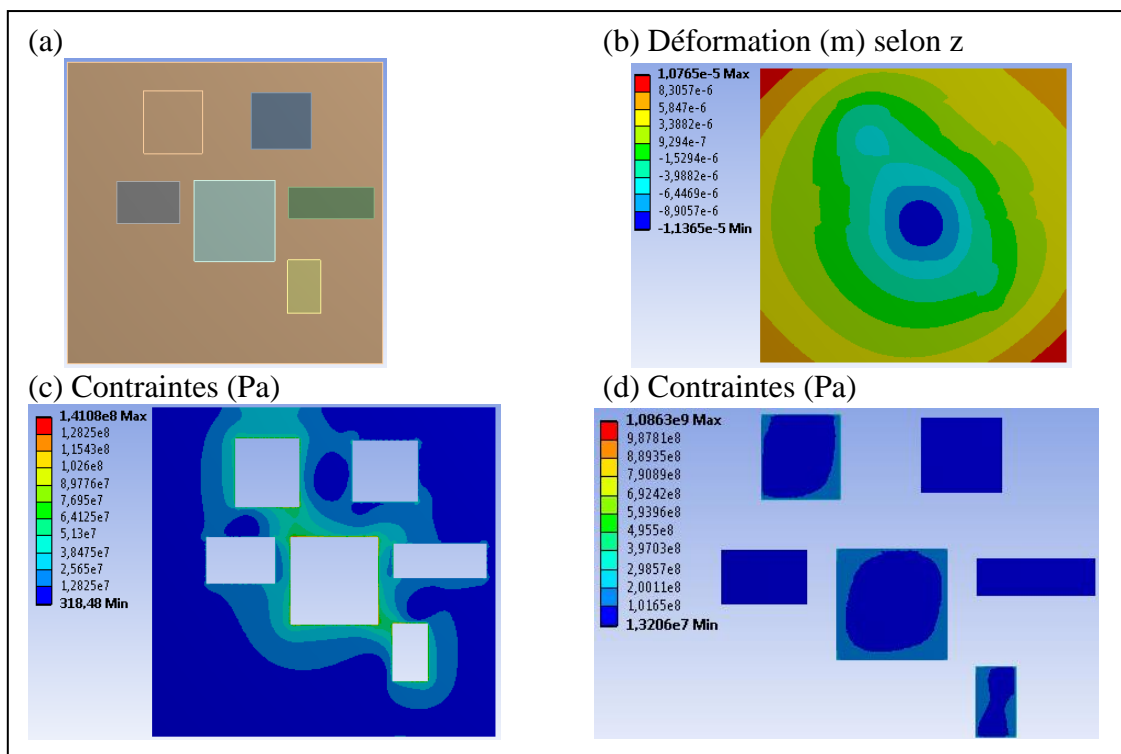 (a)
(b) Déformation (m) selon z
1,0765e-5 Max
8,3057e-6
5,847e-6
3,3882e-6
9,294e-7
-1,5294e-6
-3,9882e-6
-6,4469e-6
-8,9057e-6
-1,1365e-5 Min
(c) Contraintes (Pa)
1,4108e8 Max
1,2825e8
1,1543e8
1,026e8
8,9776e7
7,695e7
6,4125e7
5,13e7
3,8475e7
2,565e7
1,2825e7
318,48 Min
(d) Contraintes (Pa)
1,0863e9 Max
9,8781e8
8,8935e8
7,9089e8
6,9242e8
5,9396e8
4,955e8
3,9703e8
2,9857e8
2,0011e8
1,0165e8
1,3206e7 Min